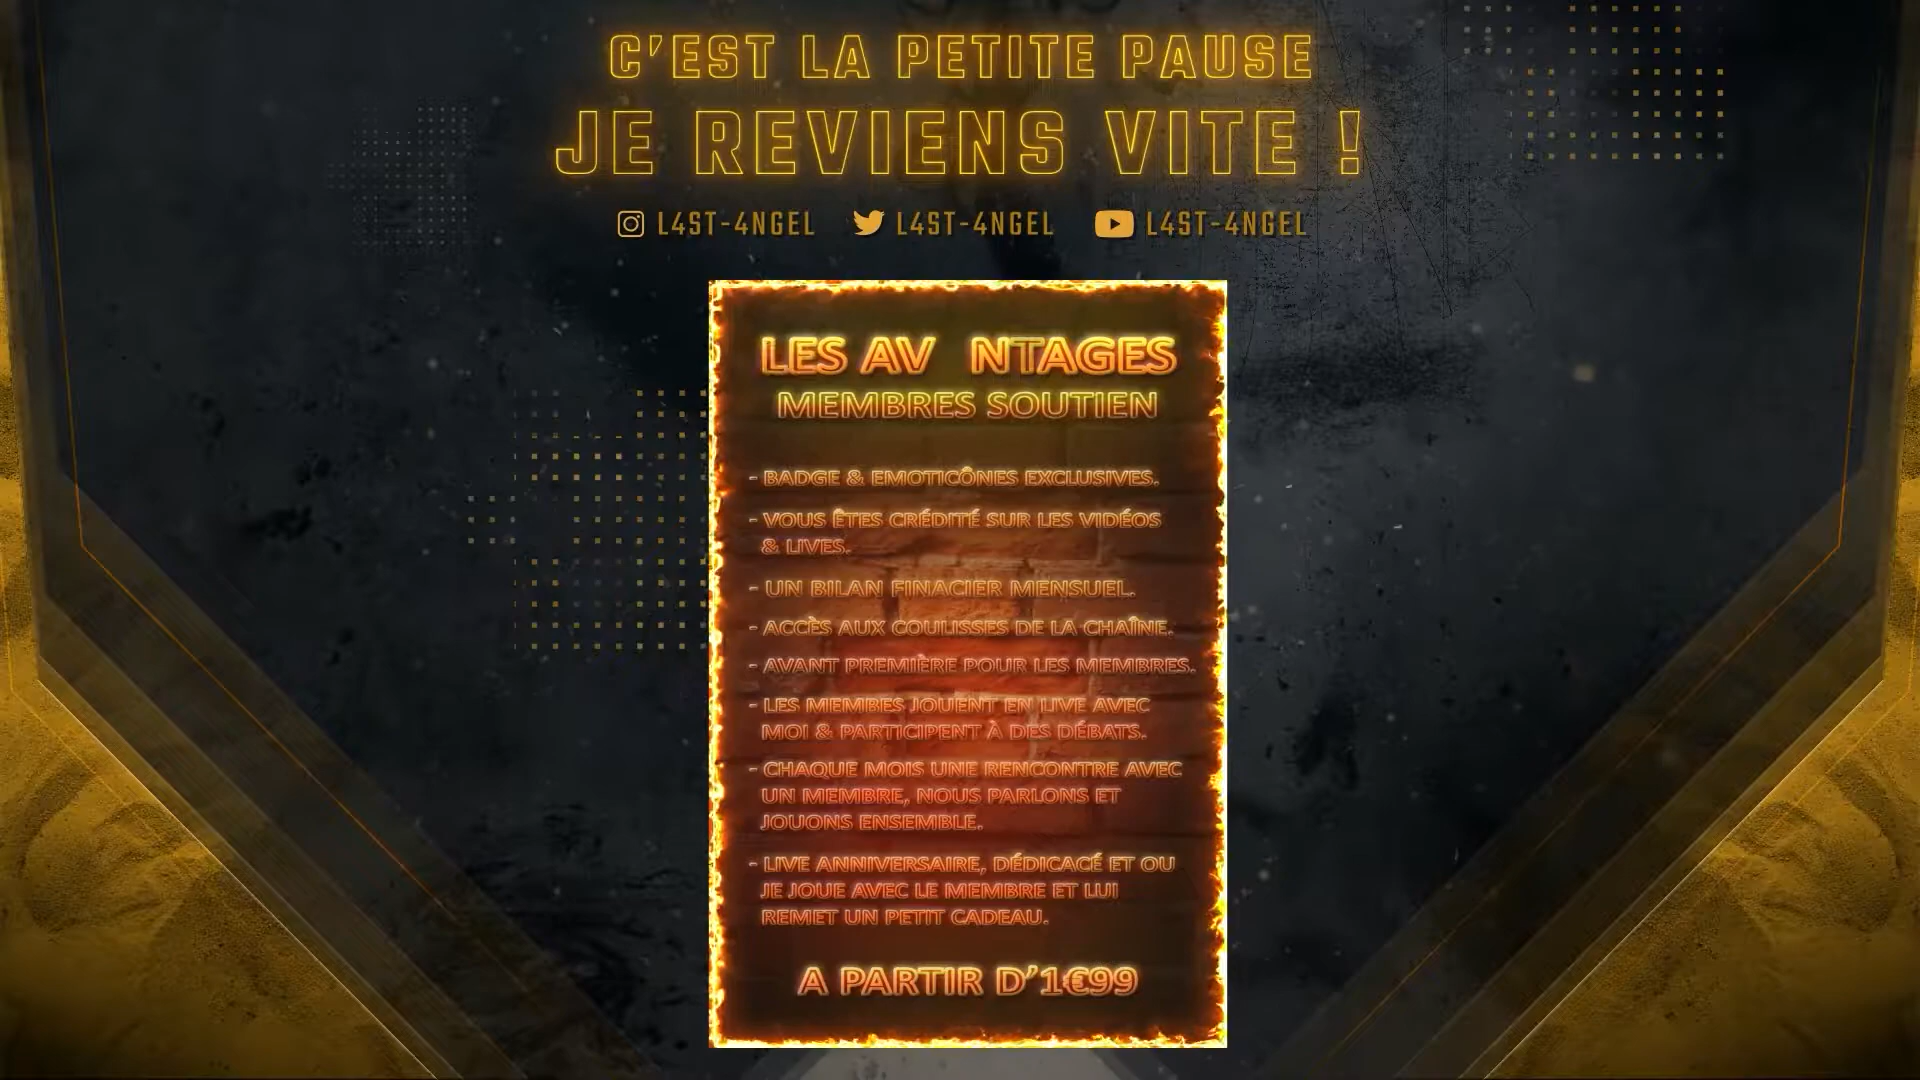 C'EST LA PETITE PAUSE
JE REVIENS VITE !
L4ST-4NGEL L4ST-4NGEL L4ST-4NGEL
LES AV NTAGES
MEMBRES SOUTIEN
- BADGE & EMOTICÔNES EXCLUSIVES.
- VOUS ÊTES CRÉDITÉ SUR LES VIDÉOS
& LIVES.
- UN BILAN FINACIER MENSUEL.
- ACCÈS AUX COULISSES DE LA CHAÎNE.
- AVANT PREMIÈRE POUR LES MEMBRES.
- LES MEMBES JOUENT EN LIVE AVEC
MOI & PARTICIPENT À DES DÉBATS.
- CHAQUE MOIS UNE RENCONTRE AVEC
UN MEMBRE, NOUS PARLONS ET
JOUONS ENSEMBLE.
- LIVE ANNIVERSAIRE, DÉDICACÉ ET OU
JE JOUE AVEC LE MEMBRE ET LUI
REMET UN PETIT CADEAU.
A PARTIR D'1€99